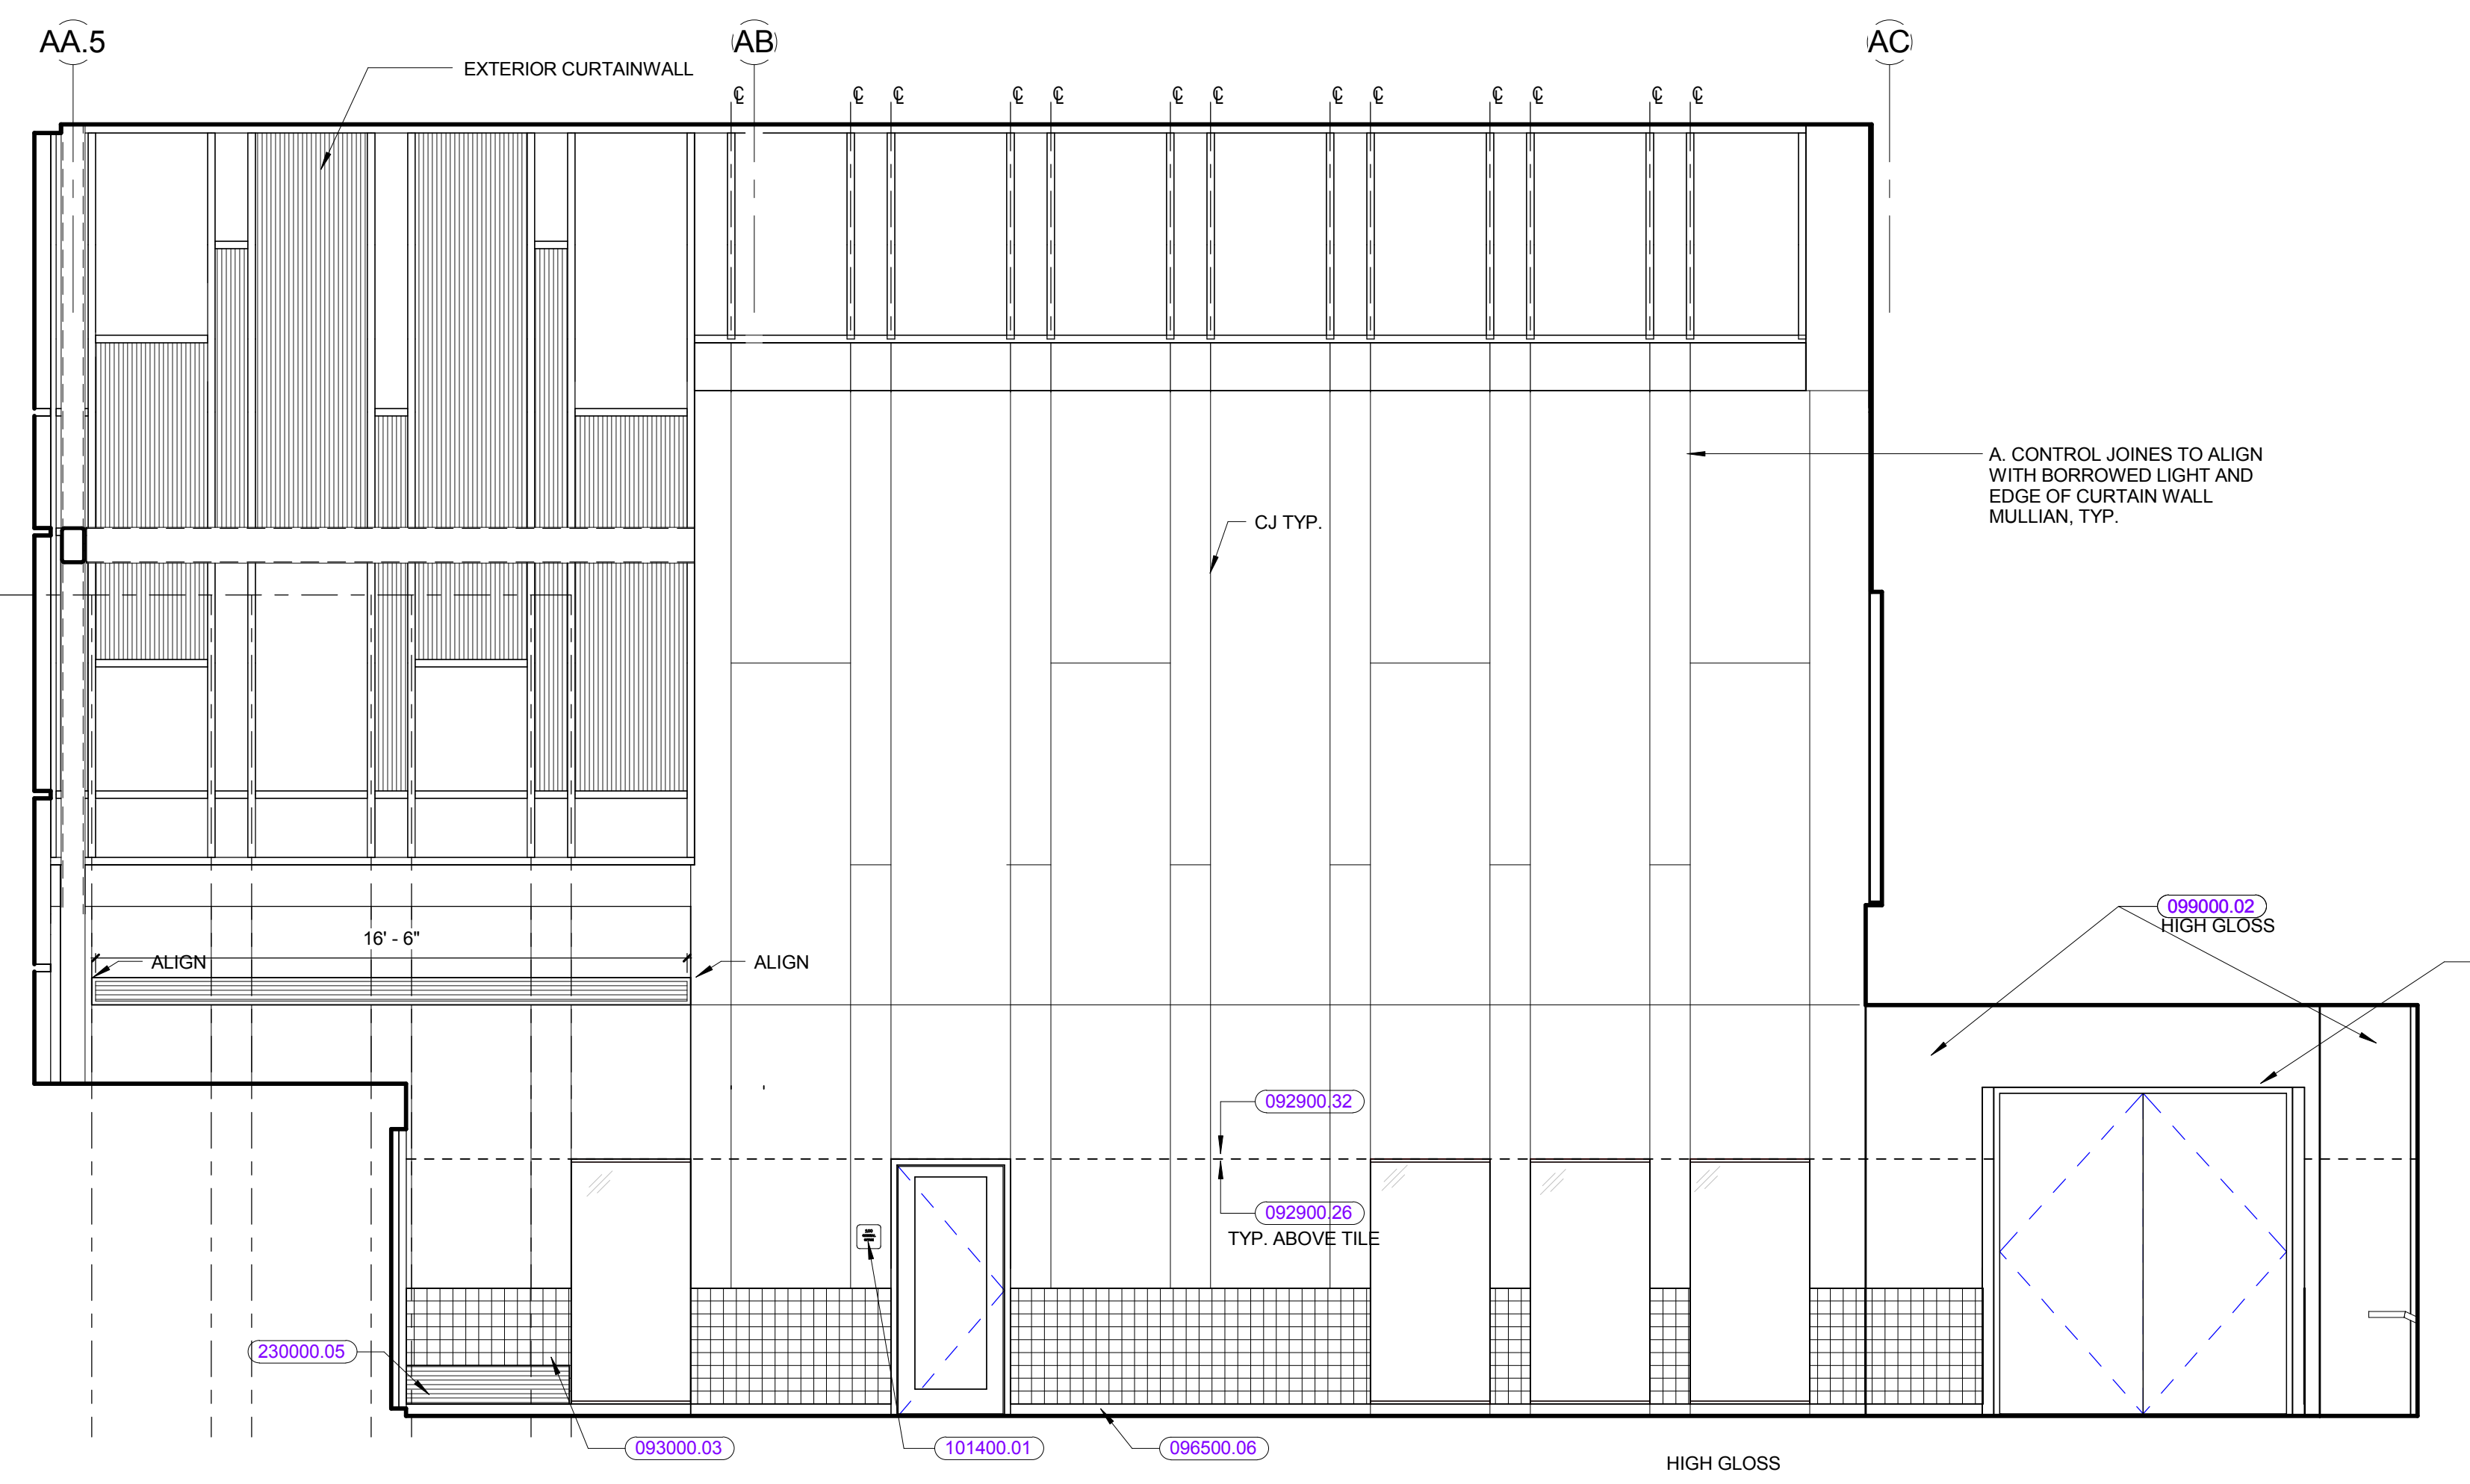 AA.5
AB
AC
EXTERIOR CURTAINWALL
℄ ℄ ℄ ℄ ℄ ℄ ℄ ℄ ℄ ℄ ℄ ℄ ℄
A. CONTROL JOINES TO ALIGN
WITH BORROWED LIGHT AND
EDGE OF CURTAIN WALL
MULLIAN, TYP.
CJ TYP.
099000.02
HIGH GLOSS
16' - 6"
ALIGN
ALIGN
092900.32
092900.26
TYP. ABOVE TILE
230000.05
093000.03
101400.01
096500.06
HIGH GLOSS